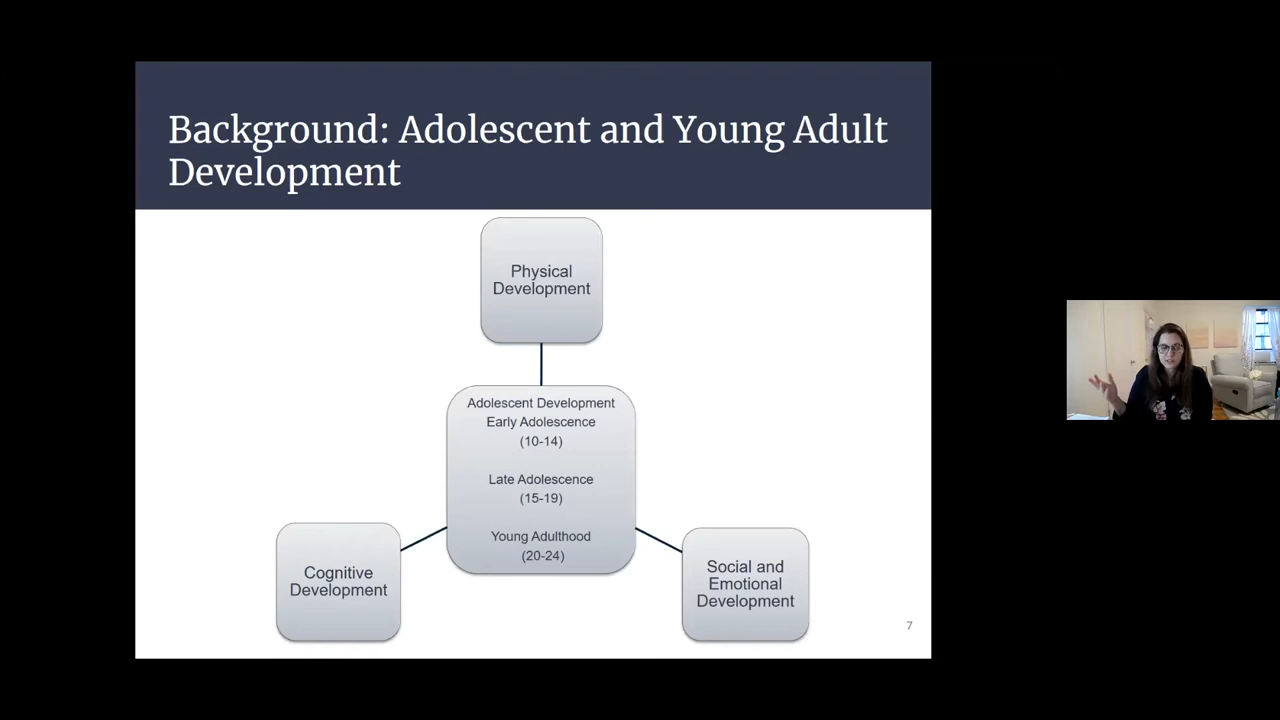 Background: Adolescent and Young Adult
Development
Physical
Development
Adolescent Development
Early Adolescence
(10-14)
Late Adolescence
(15-19)
Young Adulthood
(20-24)
Cognitive
Development
Social and
Emotional
Development
7